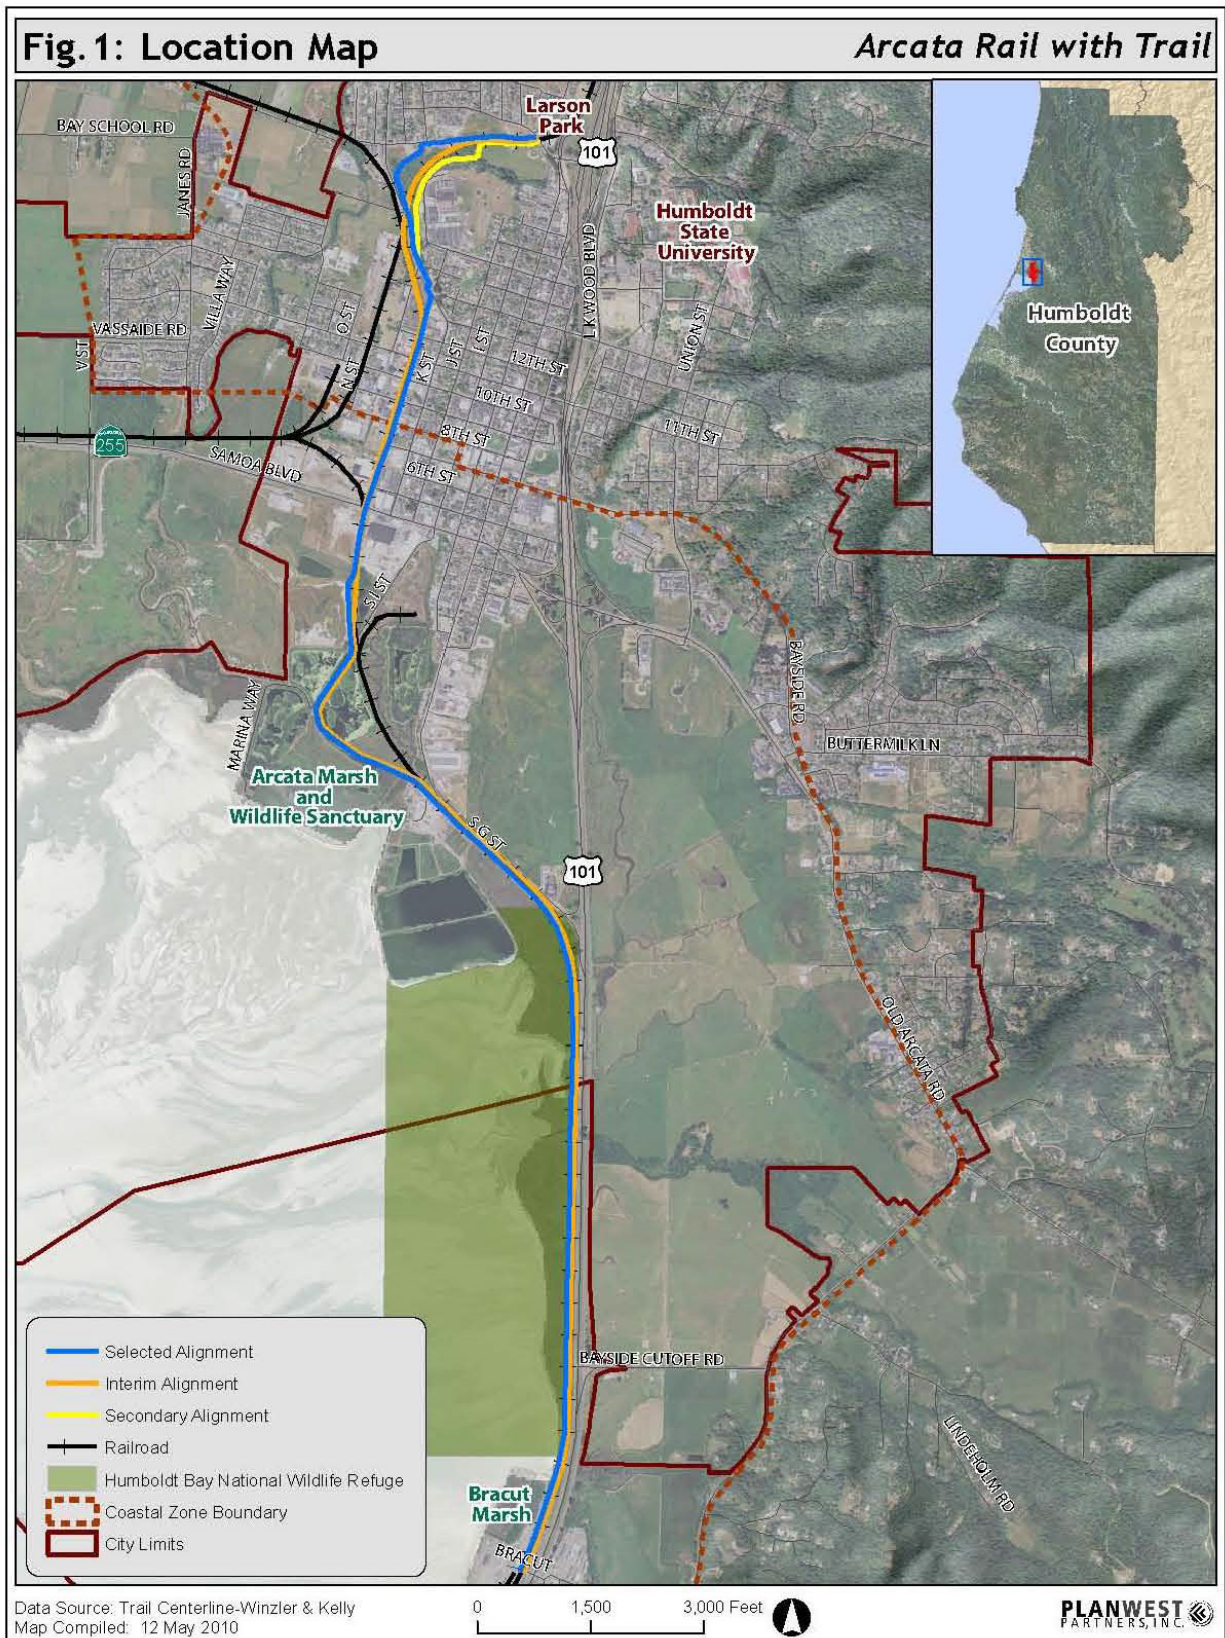 Fig. 1: Location Map
Arcata Rail with Trail
Larson
Park
BAY SCHOOL RD
101
JANES RD
Humboldt
State
University
LK WOOD BLVD
VILLA WAY
Q ST
VASSAIDE RD
V ST
N ST
K ST
J ST
I ST
12TH ST
UNION ST
10TH ST
11TH ST
8TH ST
255
SAMOA BLVD
6TH ST
Humboldt
County
S I ST
BAYSIDE RD
MARINA WAY
BUTTERMILK LN
Arcata Marsh
and
Wildlife Sanctuary
S G ST
101
OLD ARCATA RD
BAYSIDE CUTOFF RD
LINDEHOLM RD
Bracut
Marsh
BRACUT
Selected Alignment
Interim Alignment
Secondary Alignment
Railroad
Humboldt Bay National Wildlife Refuge
Coastal Zone Boundary
City Limits
Data Source: Trail Centerline-Winzler & Kelly
Map Compiled: 12 May 2010
0 1,500 3,000 Feet
PLANWEST
PARTNERS, INC.